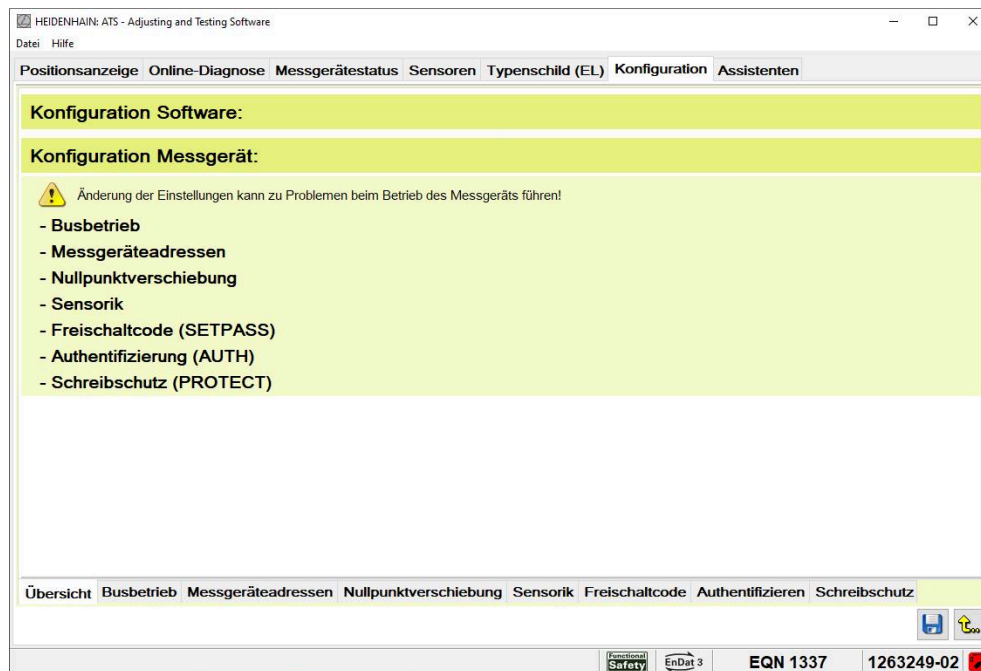 HEIDENHAIN: ATS - Adjusting and Testing Software
Datei Hilfe
Positionsanzeige Online-Diagnose Messgerätestatus Sensoren Typenschild (EL) Konfiguration Assistenten
Konfiguration Software:
Konfiguration Messgerät:
Änderung der Einstellungen kann zu Problemen beim Betrieb des Messgeräts führen!
- Busbetrieb
- Messgeräteadressen
- Nullpunktverschiebung
- Sensorik
- Freischaltcode (SETPASS)
- Authentifizierung (AUTH)
- Schreibschutz (PROTECT)
Übersicht Busbetrieb Messgeräteadressen Nullpunktverschiebung Sensorik Freischaltcode Authentifizieren Schreibschutz
Functional Safety EnDat 3 EQN 1337 1263249-02